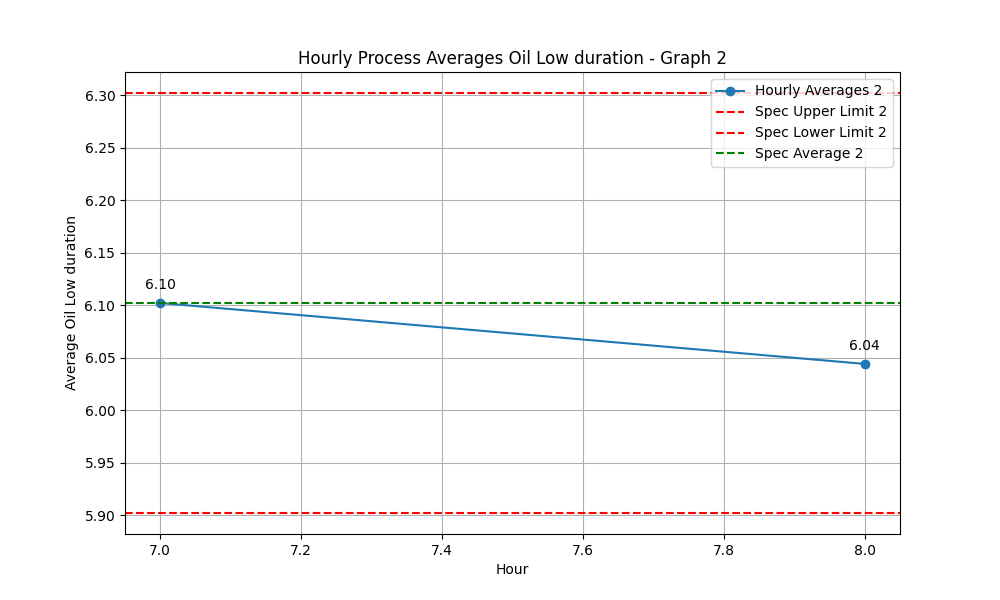 Hourly Process Averages Oil Low duration - Graph 2
Hourly Averages 2
Spec Upper Limit 2
Spec Lower Limit 2
Spec Average 2
Average Oil Low duration
6.30
6.25
6.20
6.15
6.10
6.05
6.00
5.95
5.90
6.10
6.04
7.0
7.2
7.4
7.6
7.8
8.0
Hour